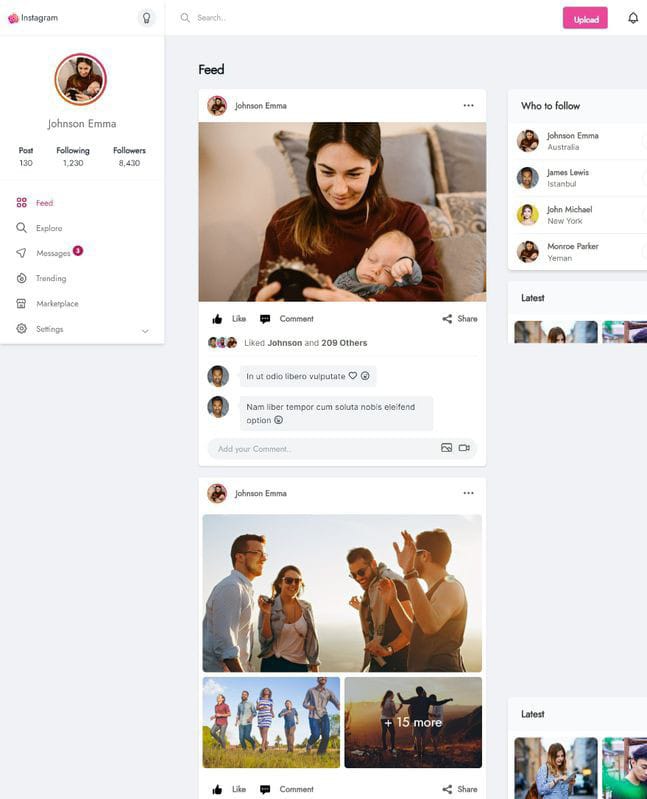 Instagram
Search..
Upload
Johnson Emma
Post Following Followers
130 1,230 8,430
Feed
Explore
Messages 3
Trending
Marketplace
Settings
Feed
Johnson Emma
Like Comment Share
Liked Johnson and 209 Others
In ut odio libero vulputate
Nam liber tempor cum soluta nobis eleifend
option
Add your Comment..
Johnson Emma
+ 15 more
Like Comment Share
Who to follow
Johnson Emma
Australia
James Lewis
Istanbul
John Michael
New York
Monroe Parker
Yeman
Latest
Latest